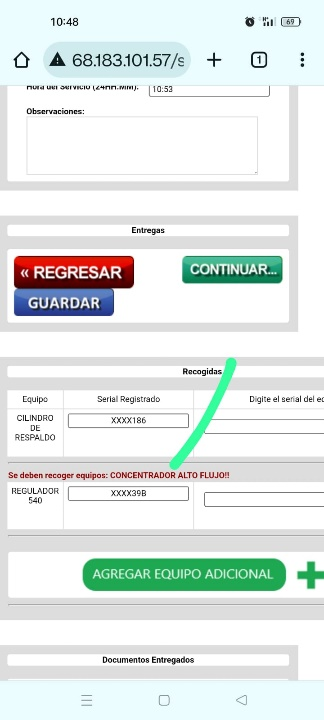 10:48
69
68.183.101.57/s
1
Hora del Servicio (24HH:MM):
10:53
Observaciones:
Entregas
« REGRESAR
CONTINUAR...
GUARDAR
Recogidas
Equipo
Serial Registrado
Digite el serial del ec
CILINDRO
DE
RESPALDO
XXXX186
Se deben recoger equipos: CONCENTRADOR ALTO FLUJO!!
REGULADOR
540
XXXX39B
AGREGAR EQUIPO ADICIONAL
Documentos Entregados